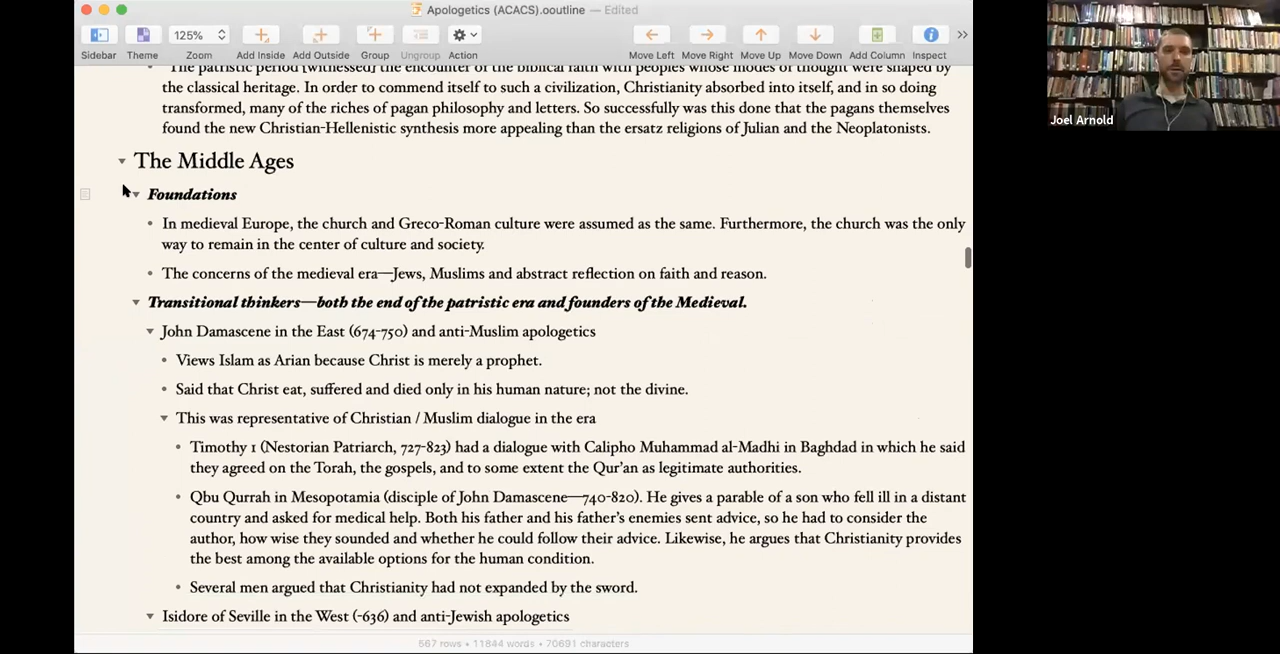 Apologetics (ACACS).ooutline — Edited
125%
Sidebar
Theme
Zoom
Add Inside
Add Outside
Group
Ungroup
Action
Move Left
Move Right
Move Up
Move Down
Add Column
Inspect
The patristic period [witnessed] the encounter of the biblical faith with peoples whose modes of thought were shaped by
the classical heritage. In order to commend itself to such a civilization, Christianity absorbed into itself, and in so doing
transformed, many of the riches of pagan philosophy and letters. So successfully was this done that the pagans themselves
found the new Christian-Hellenistic synthesis more appealing than the ersatz religions of Julian and the Neoplatonists.
The Middle Ages
Foundations
In medieval Europe, the church and Greco-Roman culture were assumed as the same. Furthermore, the church was the only
way to remain in the center of culture and society.
The concerns of the medieval era—Jews, Muslims and abstract reflection on faith and reason.
Transitional thinkers—both the end of the patristic era and founders of the Medieval.
John Damascene in the East (674-750) and anti-Muslim apologetics
Views Islam as Arian because Christ is merely a prophet.
Said that Christ eat, suffered and died only in his human nature; not the divine.
This was representative of Christian / Muslim dialogue in the era
Timothy 1 (Nestorian Patriarch, 727-823) had a dialogue with Calipho Muhammad al-Madhi in Baghdad in which he said
they agreed on the Torah, the gospels, and to some extent the Qur'an as legitimate authorities.
Qbu Qurrah in Mesopotamia (disciple of John Damascene—740-820). He gives a parable of a son who fell ill in a distant
country and asked for medical help. Both his father and his father's enemies sent advice, so he had to consider the
author, how wise they sounded and whether he could follow their advice. Likewise, he argues that Christianity provides
the best among the available options for the human condition.
Several men argued that Christianity had not expanded by the sword.
Isidore of Seville in the West (-636) and anti-Jewish apologetics
567 rows • 11844 words • 70691 characters
Joel Arnold